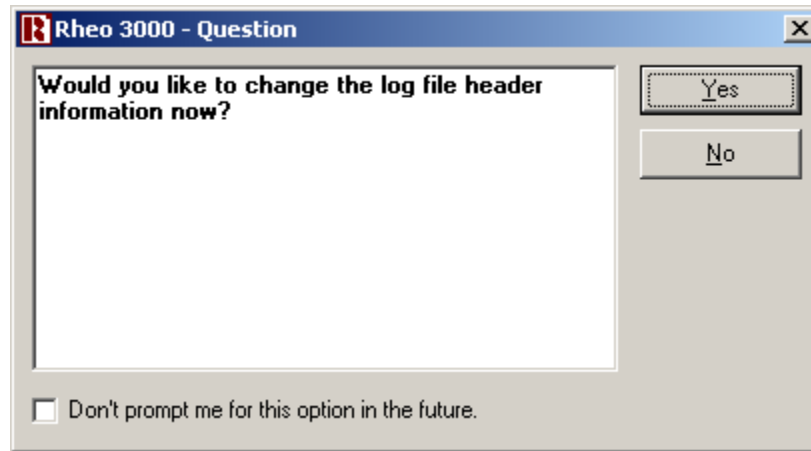 Rheo 3000 - Question
Would you like to change the log file header
information now?
Yes
No
Don't prompt me for this option in the future.